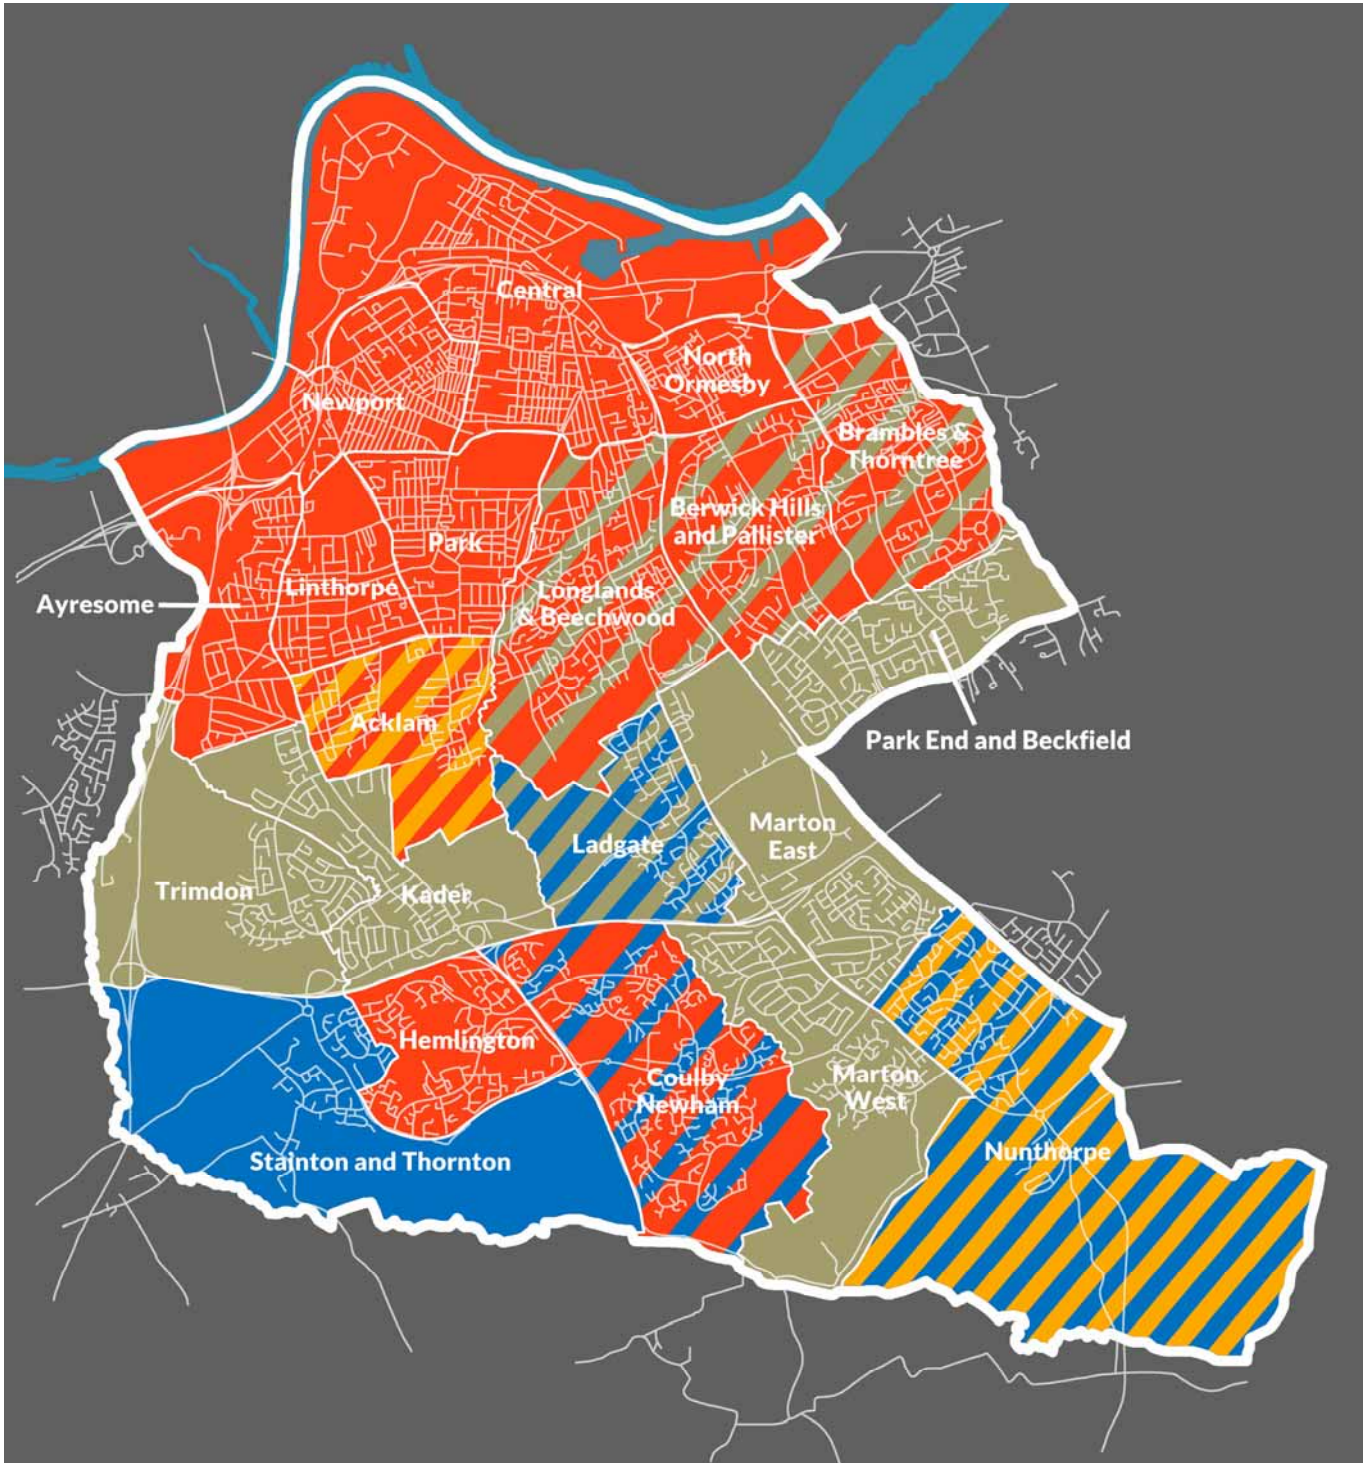 Central
North
Ormesby
Newport
Brambles &
Thorntree
Berwick Hills
and Pallister
Park
Linthorpe
Longlands
& Beechwood
Ayresome
Acklam
Park End and Beckfield
Marton
East
Ladgate
Trimdon
Kader
Hemlington
Coulby
Newham
Marton
West
Nunthorpe
Stainton and Thornton